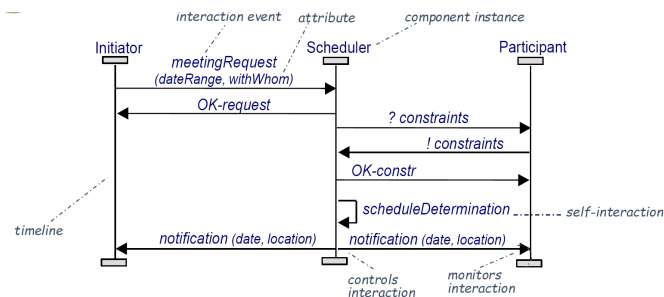 interaction event
attribute
component instance
Initiator
Scheduler
Participant
meetingRequest
(dateRange, withWhom)
OK-request
? constraints
! constraints
OK-constr
scheduleDetermination
self-interaction
timeline
notification (date, location)
notification (date, location)
controls
interaction
monitors
interaction